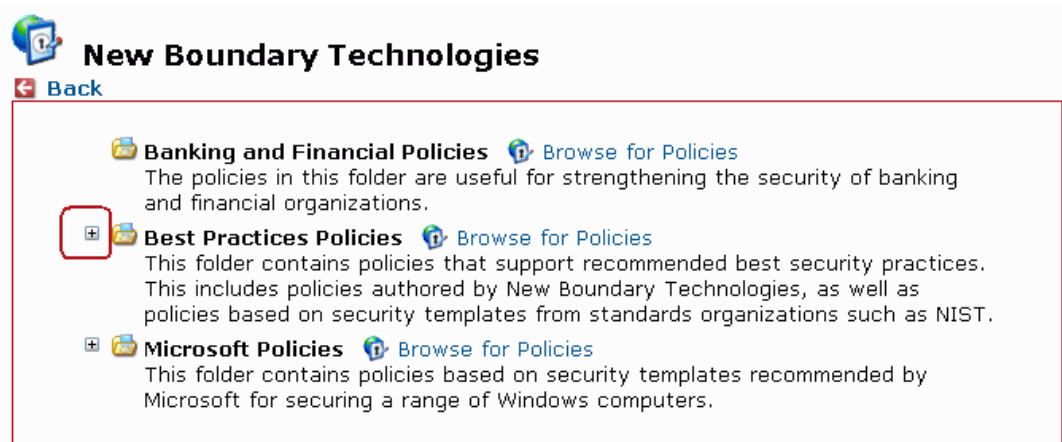 New Boundary Technologies
Back
Banking and Financial Policies Browse for Policies
The policies in this folder are useful for strengthening the security of banking
and financial organizations.
Best Practices Policies Browse for Policies
This folder contains policies that support recommended best security practices.
This includes policies authored by New Boundary Technologies, as well as
policies based on security templates from standards organizations such as NIST.
Microsoft Policies Browse for Policies
This folder contains policies based on security templates recommended by
Microsoft for securing a range of Windows computers.